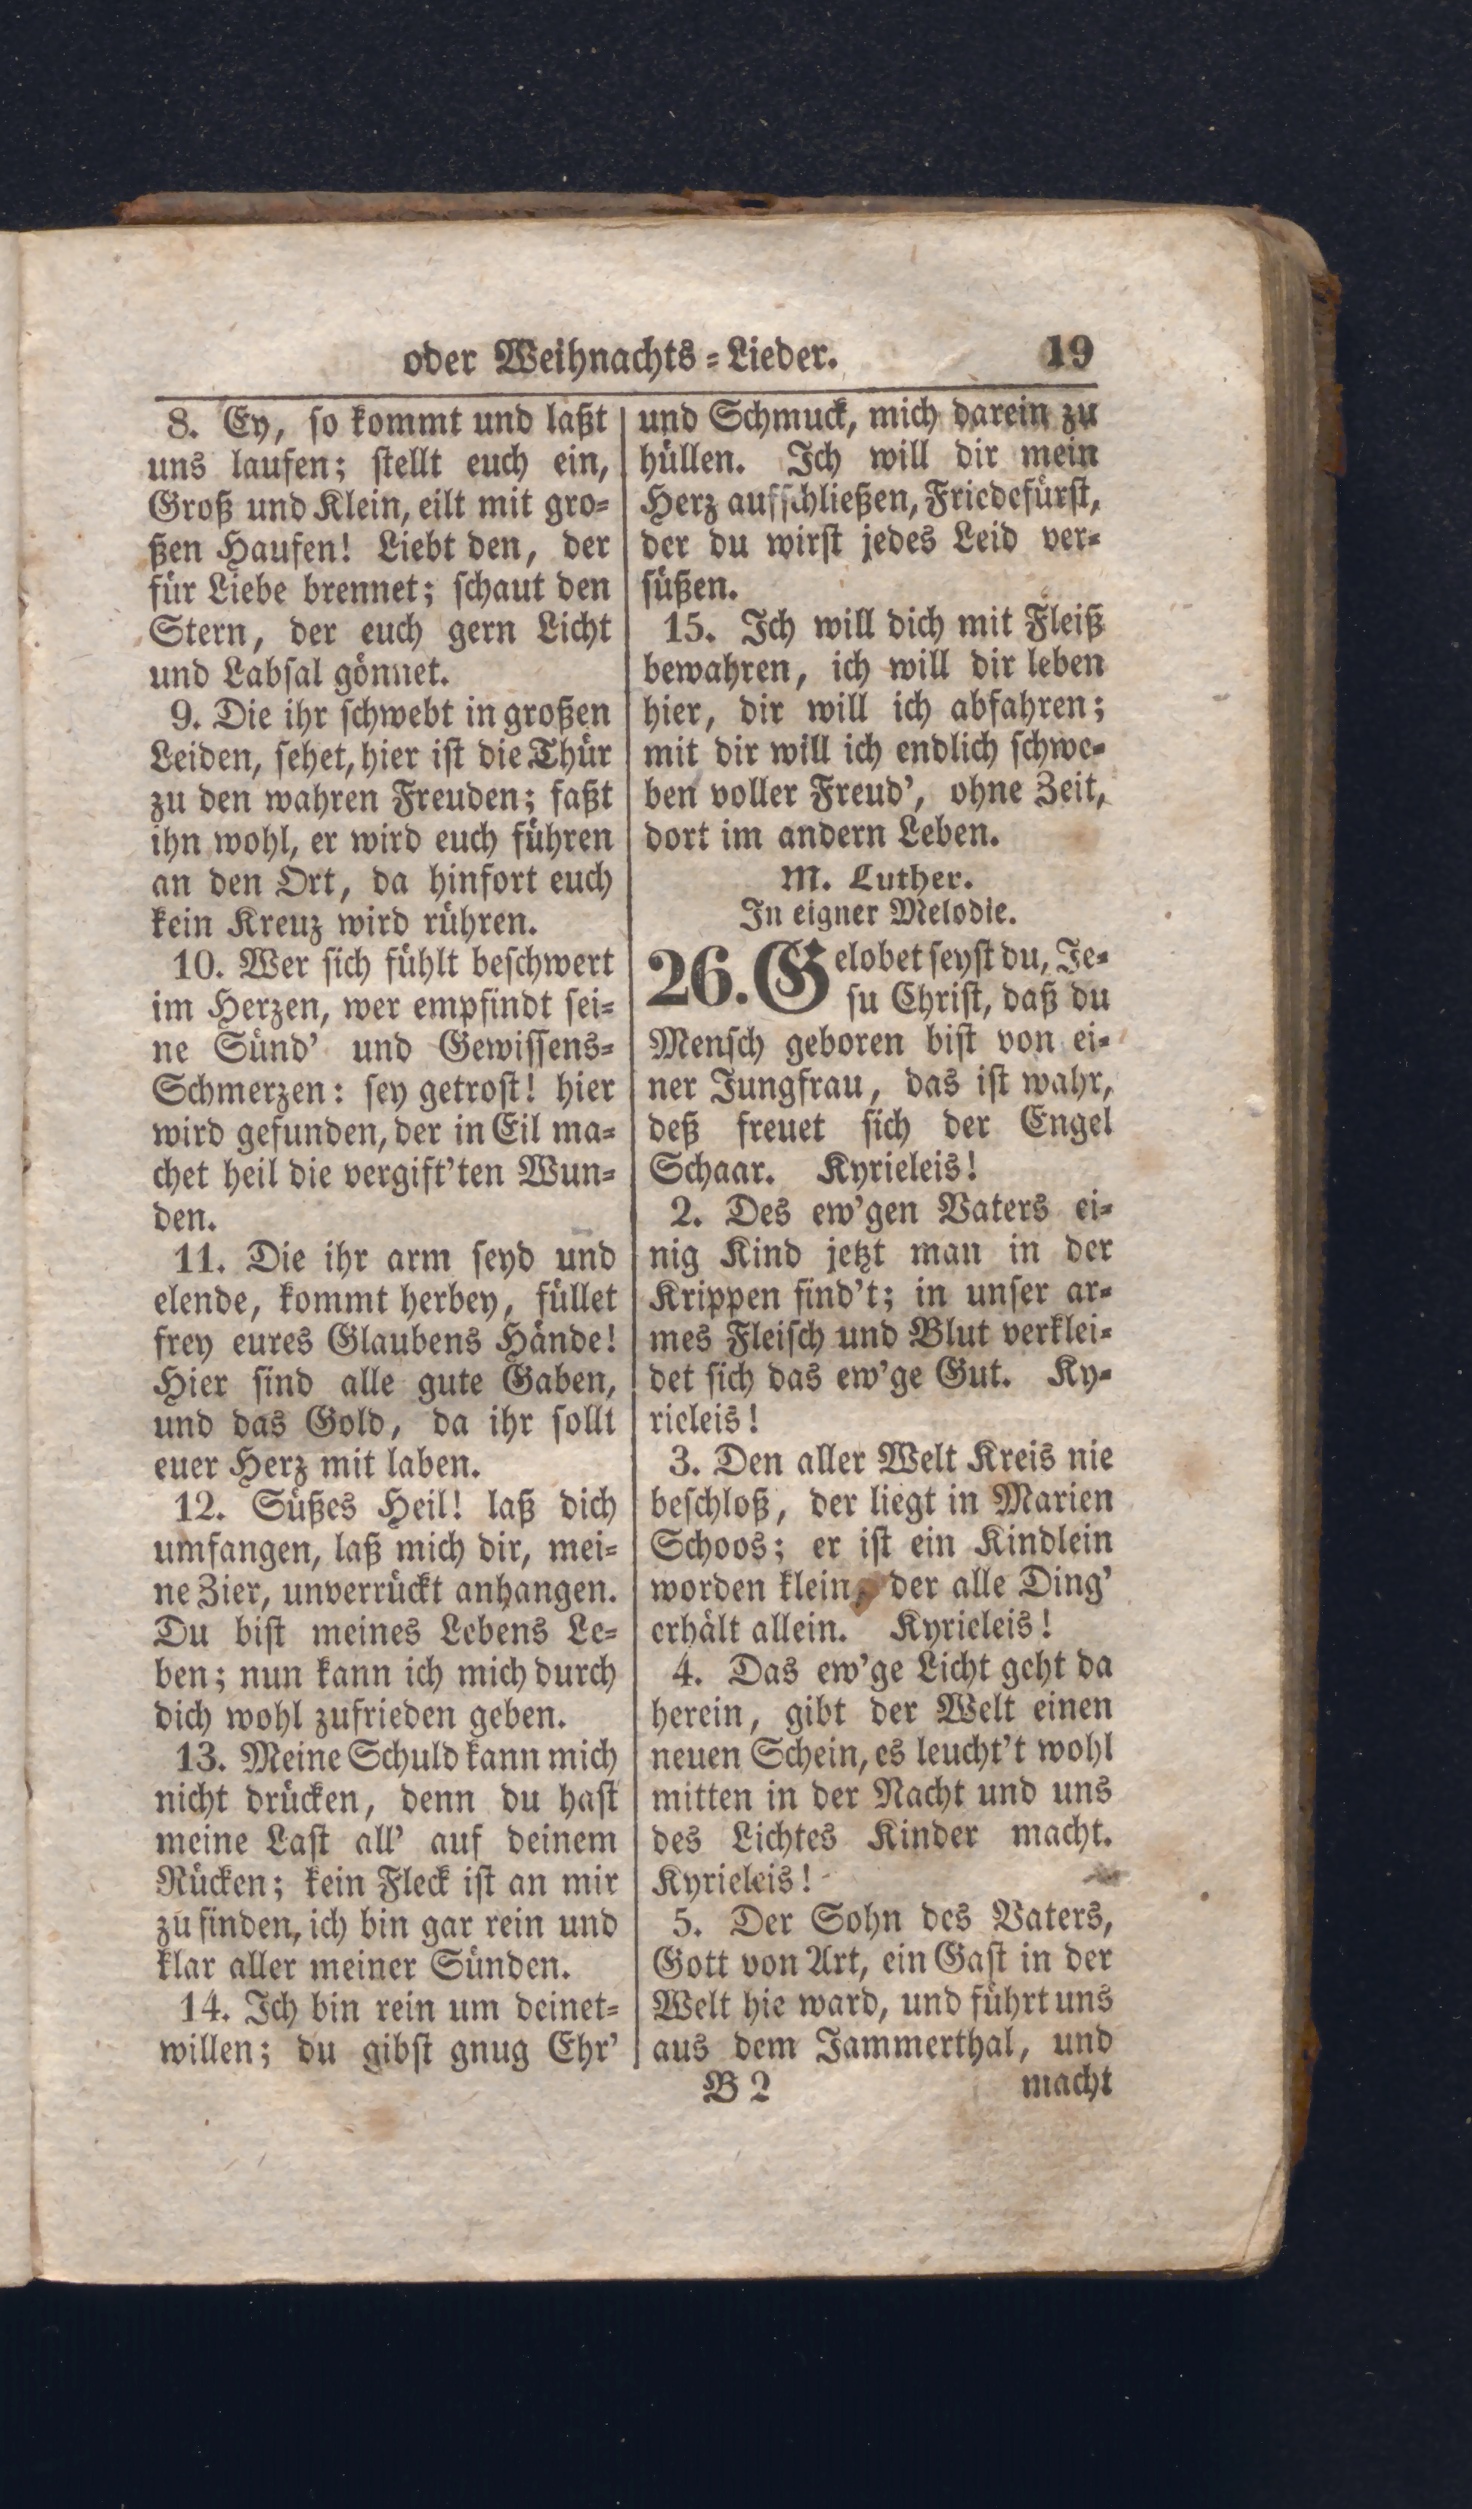 oder Weihnachts=Lieder. 19
8. Ey, so kommt und laßt
uns laufen; stellt euch ein,
Groß und Klein, eilt mit gro=
ßen Haufen! Liebt den, der
für Liebe brennet; schaut den
Stern, der euch gern Licht
und Labsal gönnet.
9. Die ihr schwebt in großen
Leiden, sehet, hier ist die Thür
zu den wahren Freuden; faßt
ihn wohl, er wird euch führen
an den Ort, da hinfort euch
kein Kreuz wird rühren.
10. Wer sich fühlt beschwert
im Herzen, wer empfindt sei=
ne Sünd' und Gewissens=
Schmerzen: sey getrost! hier
wird gefunden, der in Eil ma=
chet heil die vergift'ten Wun=
den.
11. Die ihr arm seyd und
elende, kommt herbey, füllet
frey eures Glaubens Hände!
Hier sind alle gute Gaben,
und das Gold, da ihr sollt
euer Herz mit laben.
12. Süßes Heil! laß dich
umfangen, laß mich dir, mei=
ne Zier, unverrückt anhangen.
Du bist meines Lebens Le=
ben; nun kann ich mich durch
dich wohl zufrieden geben.
13. Meine Schuld kann mich
nicht drücken, denn du hast
meine Last all' auf deinem
Rücken; kein Fleck ist an mir
zu finden, ich bin gar rein und
klar aller meiner Sünden.
14. Ich bin rein um deinet=
willen; du gibst gnug Ehr'
und Schmuck, mich darein zu
hüllen. Ich will dir mein
Herz aufschließen, Friedefürst,
der du wirst jedes Leid ver=
süßen.
15. Ich will dich mit Fleiß
bewahren, ich will dir leben
hier, dir will ich abfahren;
mit dir will ich endlich schwe=
ben voller Freud', ohne Zeit,
dort im andern Leben.
M. Luther.
In eigner Melodie.
26. Gelobet seyst du, Je=
su Christ, daß du
Mensch geboren bist von ei=
ner Jungfrau, das ist wahr,
deß freuet sich der Engel
Schaar. Kyrieleis!
2. Des ew'gen Vaters ei=
nig Kind jetzt man in der
Krippen find't; in unser ar=
mes Fleisch und Blut verklei=
det sich das ew'ge Gut. Ky=
rieleis!
3. Den aller Welt Kreis nie
beschloß, der liegt in Marien
Schoos; er ist ein Kindlein
worden klein, der alle Ding'
erhält allein. Kyrieleis!
4. Das ew'ge Licht geht da
herein, gibt der Welt einen
neuen Schein, es leucht't wohl
mitten in der Nacht und uns
des Lichtes Kinder macht.
Kyrieleis!
5. Der Sohn des Vaters,
Gott von Art, ein Gast in der
Welt hie ward, und führt uns
aus dem Jammerthal, und
B 2 macht